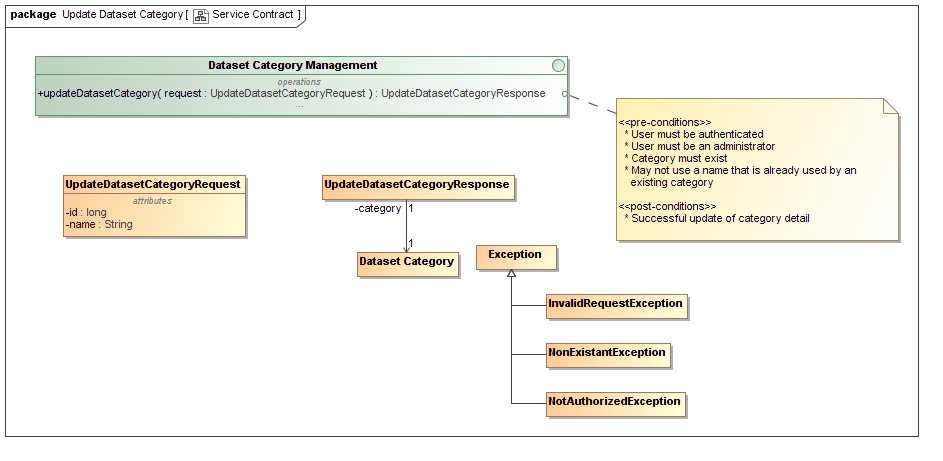 package Update Dataset Category [ Service Contract ]
Dataset Category Management
operations
+updateDatasetCategory( request : UpdateDatasetCategoryRequest ) : UpdateDatasetCategoryResponse
...
<<pre-conditions>>
* User must be authenticated
* User must be an administrator
* Category must exist
* May not use a name that is already used by an
existing category
<<post-conditions>>
* Successful update of category detail
UpdateDatasetCategoryRequest
attributes
-id : long
-name : String
UpdateDatasetCategoryResponse
-category 1
1
Dataset Category
Exception
InvalidRequestException
NonExistantException
NotAuthorizedException